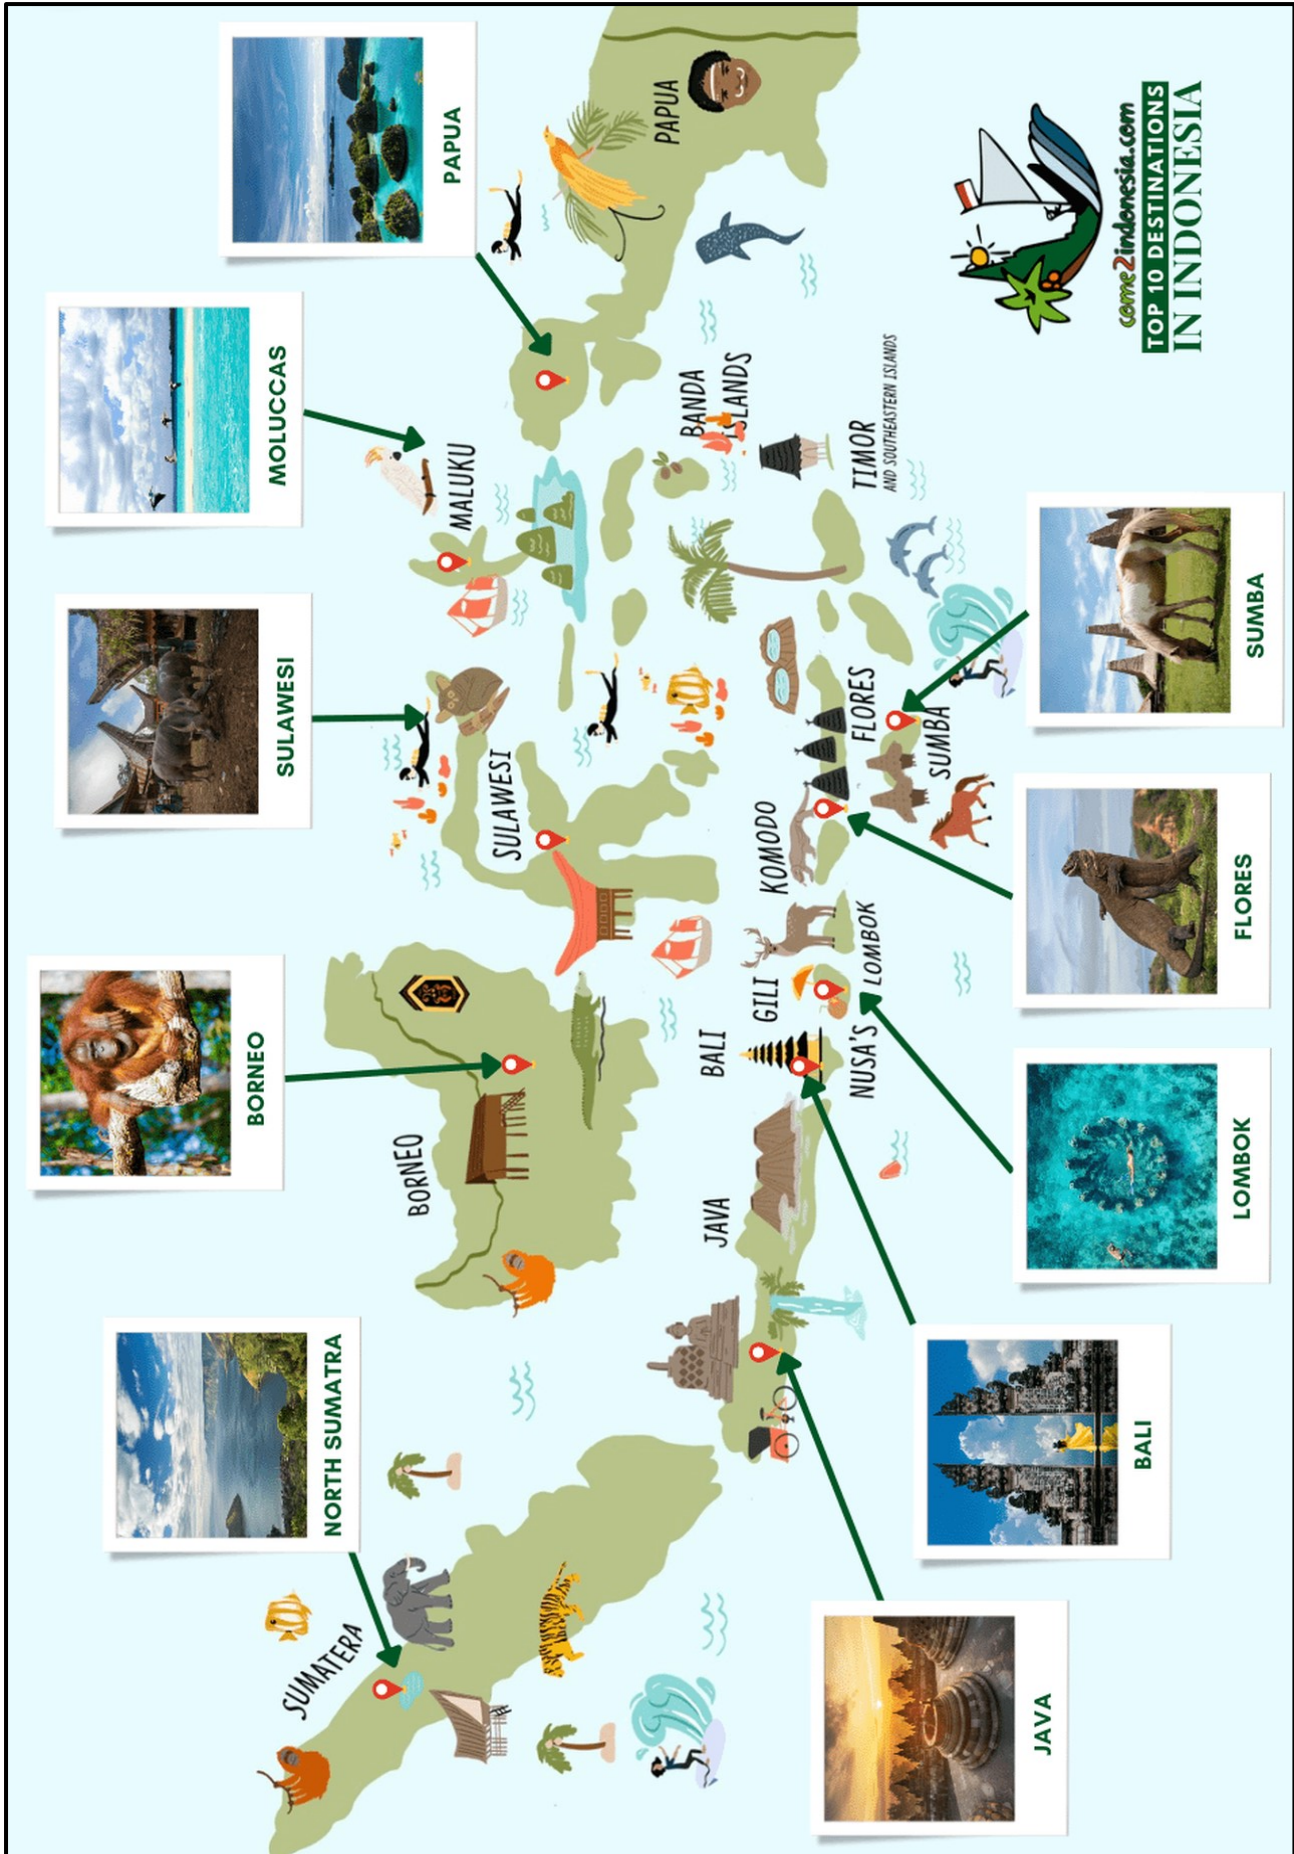 NORTH SUMATRA
BORNEO
SULAWESI
MOLUCCAS
PAPUA
SUMATERA
BORNEO
SULAWESI
MALUKU
PAPUA
JAVA
BALI
GILI
KOMODO
BANDA
ISLANDS
NUSA'S
LOMBOK
FLORES
SUMBA
TIMOR
AND SOUTHEASTERN ISLANDS
JAVA
BALI
LOMBOK
FLORES
SUMBA
come2indonesia.com
TOP 10 DESTINATIONS
IN INDONESIA